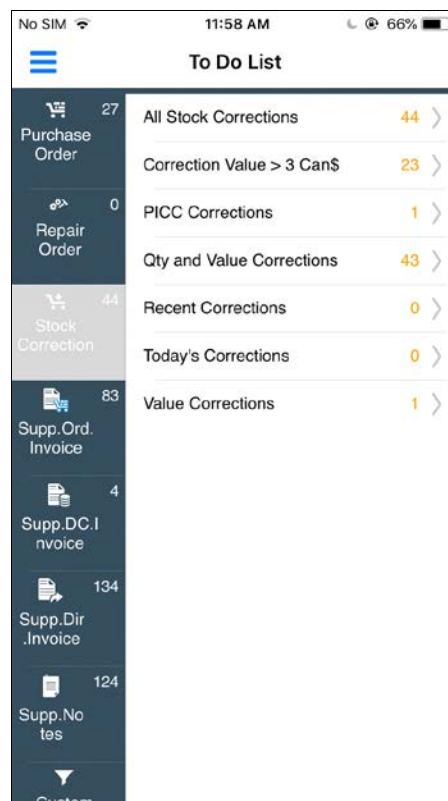 No SIM 11:58 AM 66%
To Do List
27
Purchase
Order
0
Repair
Order
44
Stock
Correction
83
Supp.Ord.
Invoice
4
Supp.DC.I
nvoice
134
Supp.Dir
.Invoice
124
Supp.No
tes
Custom
All Stock Corrections 44
Correction Value > 3 Can$ 23
PICC Corrections 1
Qty and Value Corrections 43
Recent Corrections 0
Today's Corrections 0
Value Corrections 1